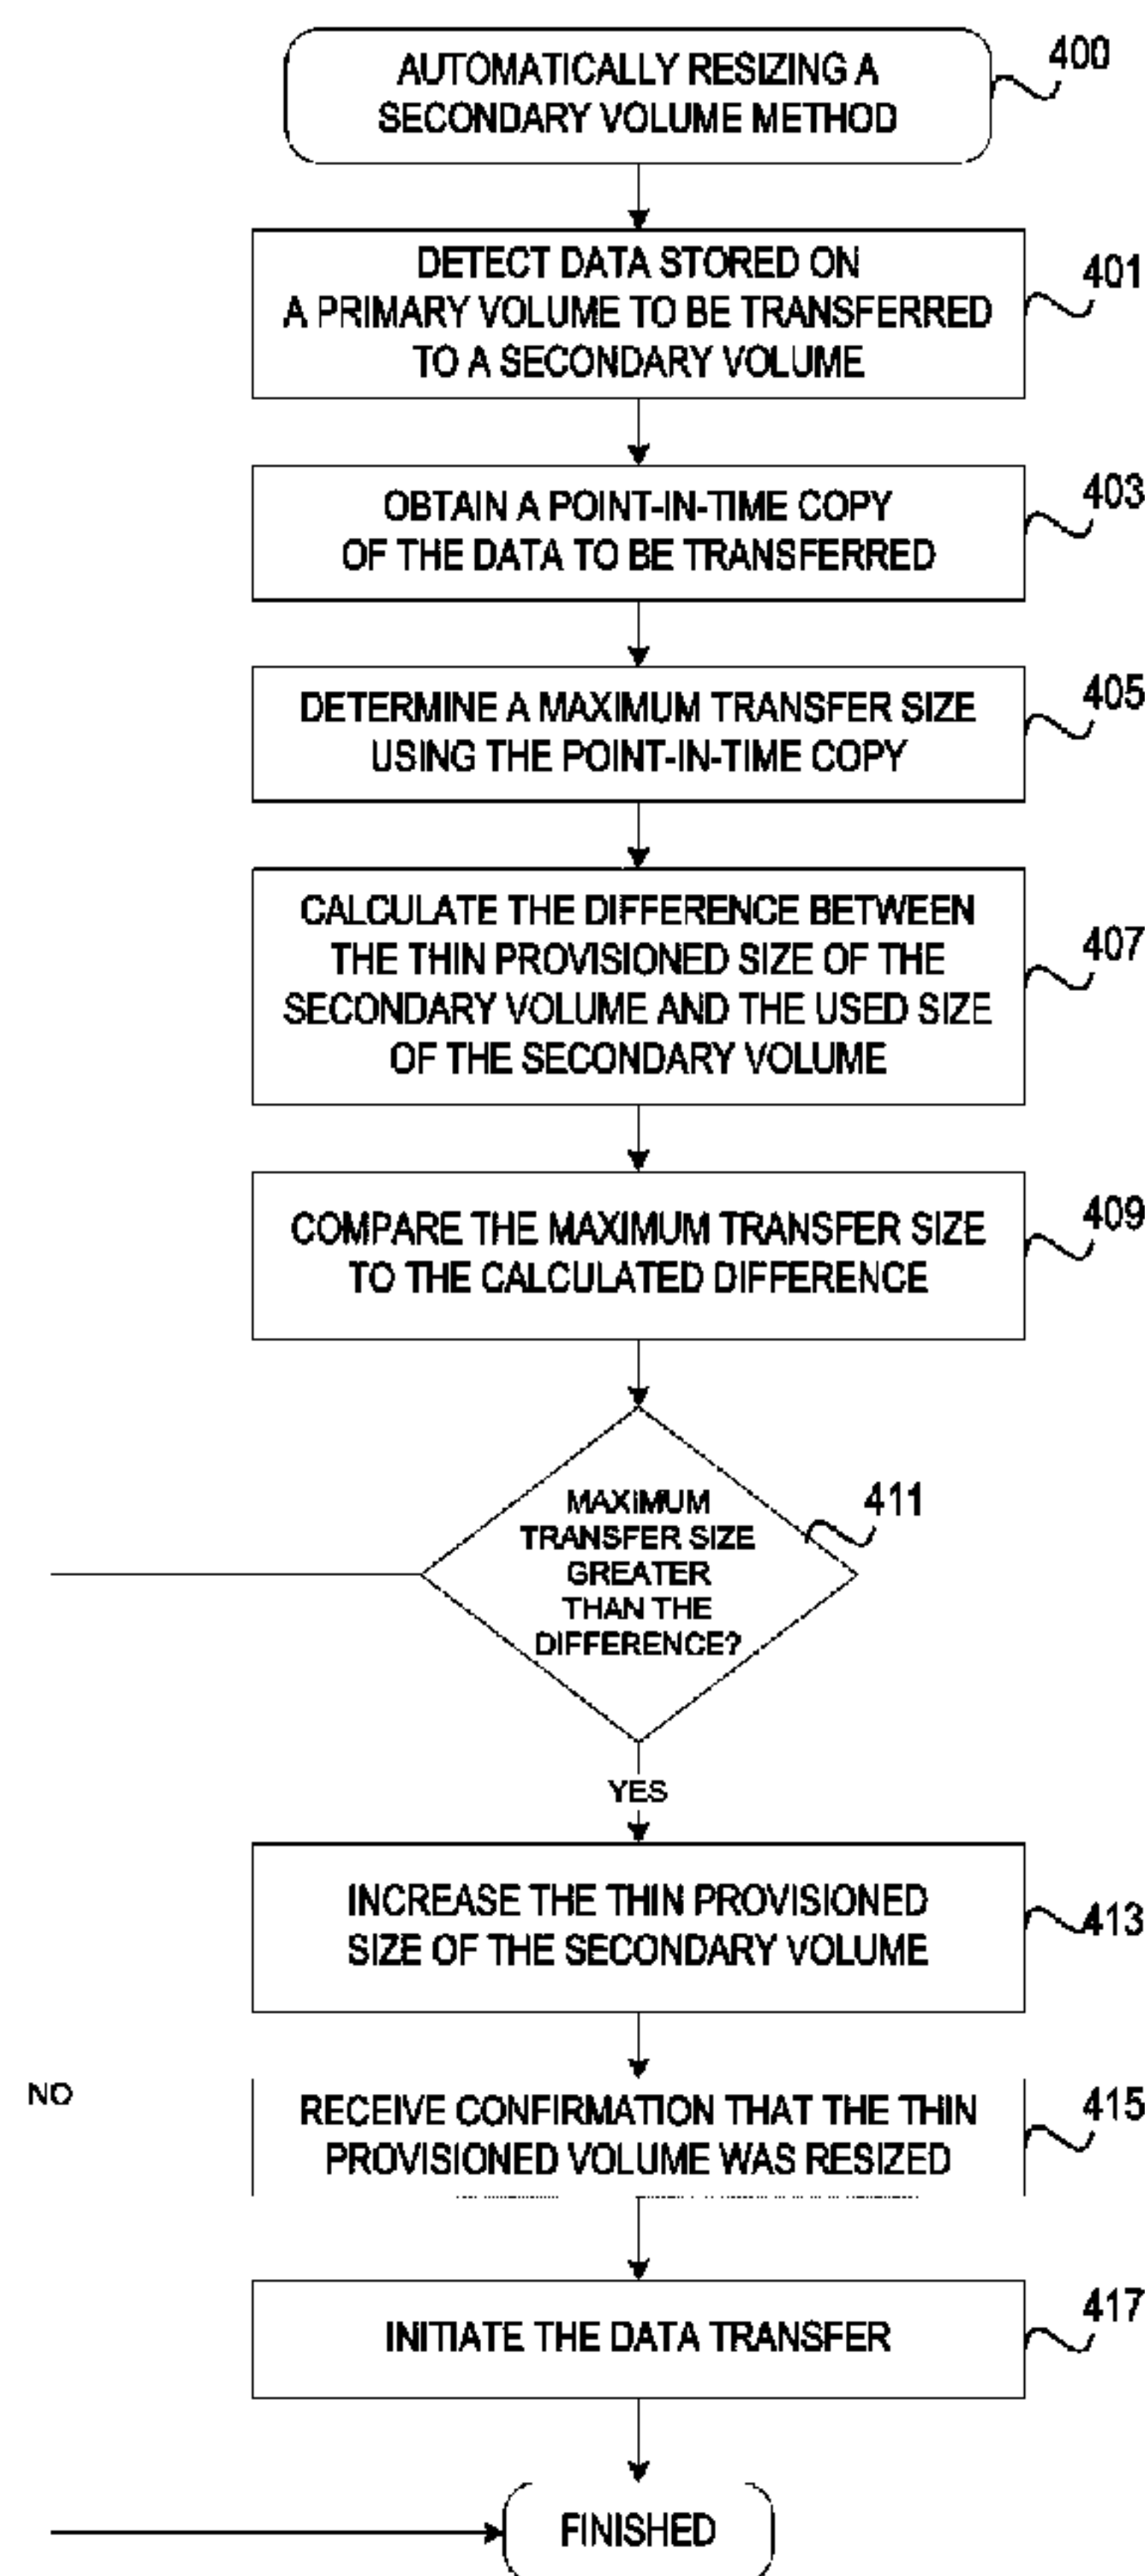 AUTOMATICALLY RESIZING A
SECONDARY VOLUME METHOD
400
DETECT DATA STORED ON
A PRIMARY VOLUME TO BE TRANSFERRED
TO A SECONDARY VOLUME
401
OBTAIN A POINT-IN-TIME COPY
OF THE DATA TO BE TRANSFERRED
403
DETERMINE A MAXIMUM TRANSFER SIZE
USING THE POINT-IN-TIME COPY
405
CALCULATE THE DIFFERENCE BETWEEN
THE THIN PROVISIONED SIZE OF THE
SECONDARY VOLUME AND THE USED SIZE
OF THE SECONDARY VOLUME
407
COMPARE THE MAXIMUM TRANSFER SIZE
TO THE CALCULATED DIFFERENCE
409
MAXIMUM
TRANSFER SIZE
GREATER
THAN THE
DIFFERENCE?
411
YES
INCREASE THE THIN PROVISIONED
SIZE OF THE SECONDARY VOLUME
413
NO
RECEIVE CONFIRMATION THAT THE THIN
PROVISIONED VOLUME WAS RESIZED
415
INITIATE THE DATA TRANSFER
417
FINISHED